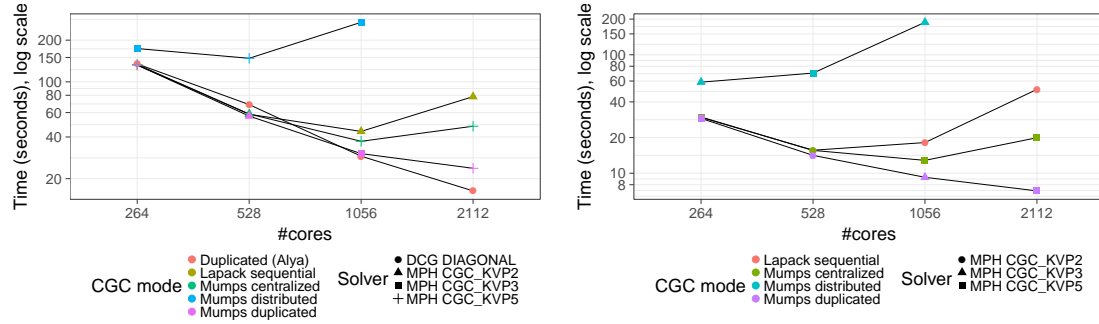 Time (seconds), log scale
200
150
100
80
60
40
20
264
528
1056
2112
#cores
CGC mode
Duplicated (Alya)
Lapack sequential
Mumps centralized
Mumps distributed
Mumps duplicated
Solver
DCG DIAGONAL
MPH CGC_KVP2
MPH CGC_KVP3
MPH CGC_KVP5
Time (seconds), log scale
200
150
100
80
60
40
20
10
8
264
528
1056
2112
#cores
CGC mode
Lapack sequential
Mumps centralized
Mumps distributed
Mumps duplicated
Solver
MPH CGC_KVP2
MPH CGC_KVP3
MPH CGC_KVP5